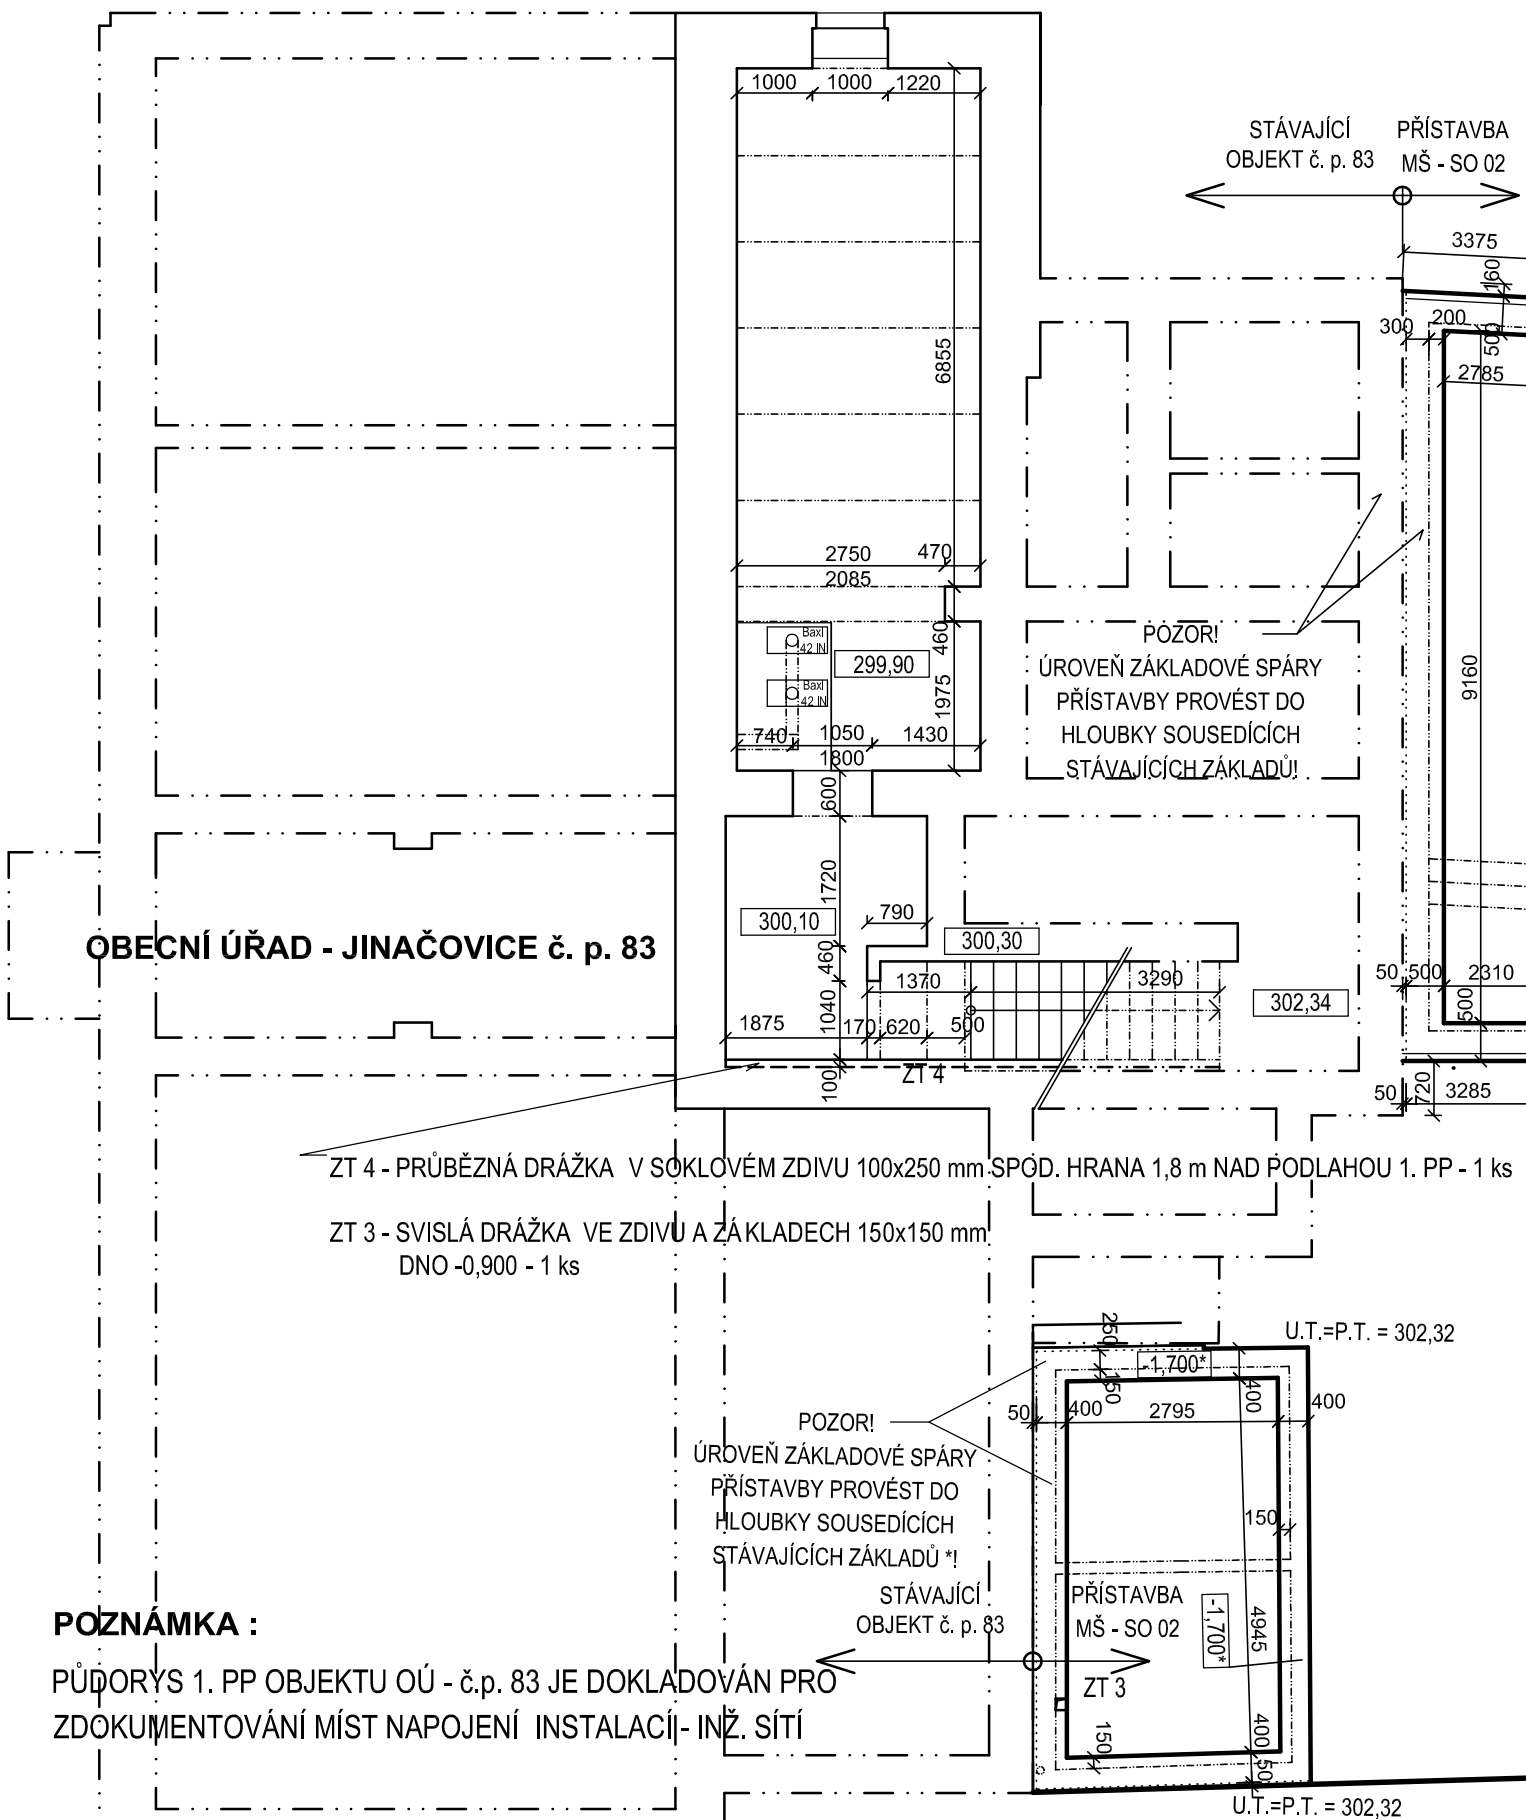 1000
1000
1220
STÁVAJÍCÍ
OBJEKT č. p. 83
PŘÍSTAVBA
MŠ - SO 02
3375
160
300
200
500
2785
6855
2750
470
2085
Baxi
42 IN
Baxi
42 IN
299,90
460
1975
740
1050
1430
1800
600
POZOR!
ÚROVEŇ ZÁKLADOVÉ SPÁRY
PŘÍSTAVBY PROVÉST DO
HLOUBKY SOUSEDÍCÍCH
STÁVAJÍCÍCH ZÁKLADŮ!
9160
1720
790
300,10
300,30
OBECNÍ ÚŘAD - JINAČOVICE č. p. 83
460
1370
3290
302,34
50
500
2310
500
1875
1040
170
620
500
100
ZT 4
50
720
3285
ZT 4 - PRŮBĚZNÁ DRÁŽKA V SOKLOVÉM ZDIVU 100x250 mm SPOD. HRANA 1,8 m NAD PODLAHOU 1. PP - 1 ks
ZT 3 - SVISLÁ DRÁŽKA VE ZDIVU A ZÁKLADECH 150x150 mm
DNO -0,900 - 1 ks
250
U.T.=P.T. = 302,32
-1,700*
150
400
50
400
2795
400
POZOR!
ÚROVEŇ ZÁKLADOVÉ SPÁRY
PŘÍSTAVBY PROVÉST DO
HLOUBKY SOUSEDÍCÍCH
STÁVAJÍCÍCH ZÁKLADŮ *!
150
STÁVAJÍCÍ
OBJEKT č. p. 83
PŘÍSTAVBA
MŠ - SO 02
-1,700*
4945
ZT 3
POZNÁMKA :
PŮDORYS 1. PP OBJEKTU OÚ - č.p. 83 JE DOKLADOVÁN PRO
ZDOKUMENTOVÁNÍ MÍST NAPOJENÍ INSTALACÍ - INŽ. SÍTÍ
150
400
50
U.T.=P.T. = 302,32